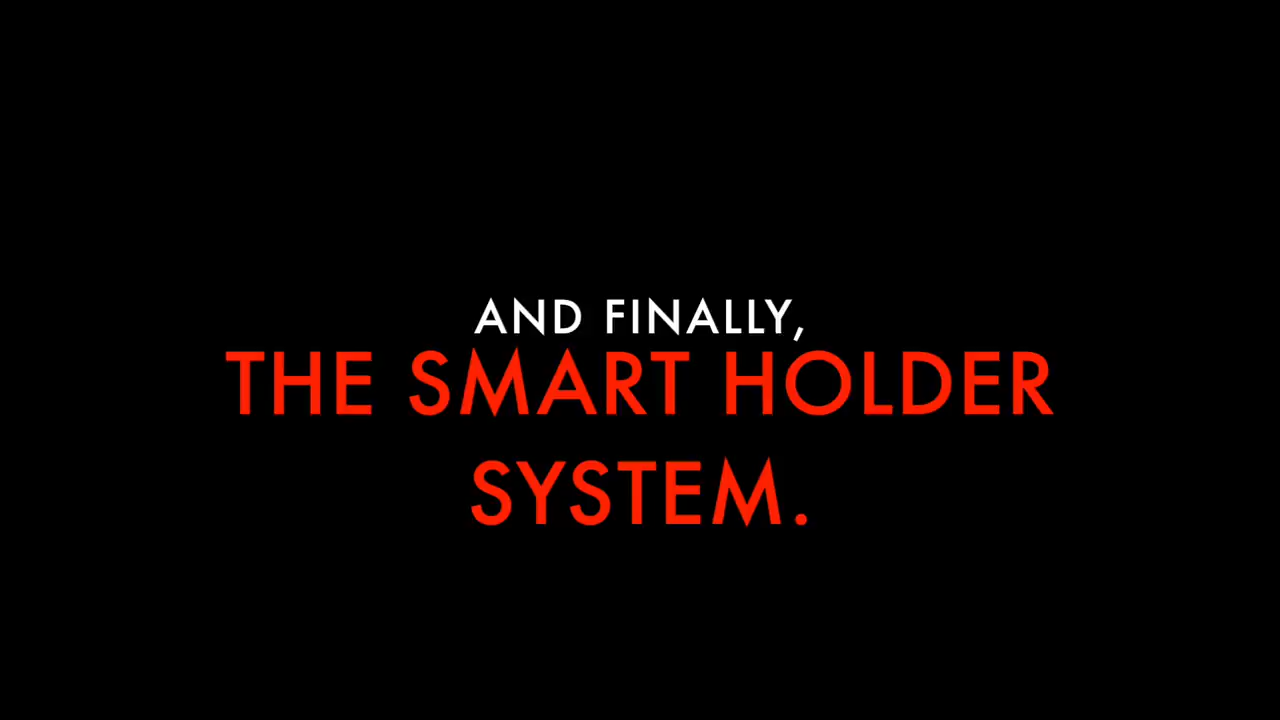 AND FINALLY,
THE SMART HOLDER
SYSTEM.